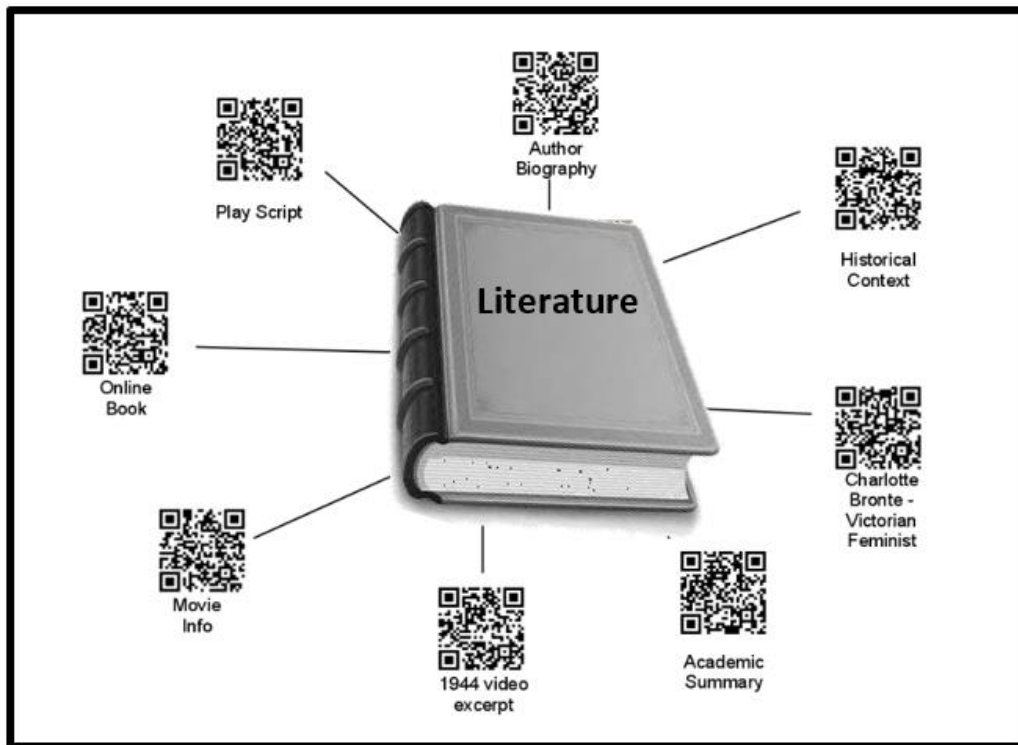 Author
Biography
Play Script
Historical
Context
Literature
Online
Book
Charlotte
Bronte -
Victorian
Feminist
Movie
Info
Academic
Summary
1944 video
excerpt